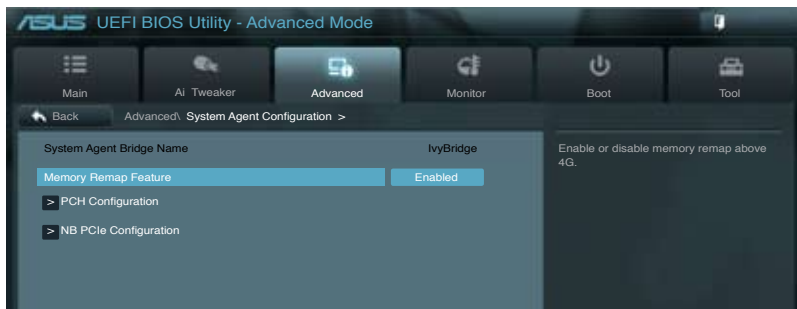 ASUS UEFI BIOS Utility - Advanced Mode
Main Ai Tweaker Advanced Monitor Boot Tool
Back Advanced\ System Agent Configuration >
System Agent Bridge Name IvyBridge
Memory Remap Feature Enabled
> PCH Configuration
> NB PCIe Configuration
Enable or disable memory remap above
4G.